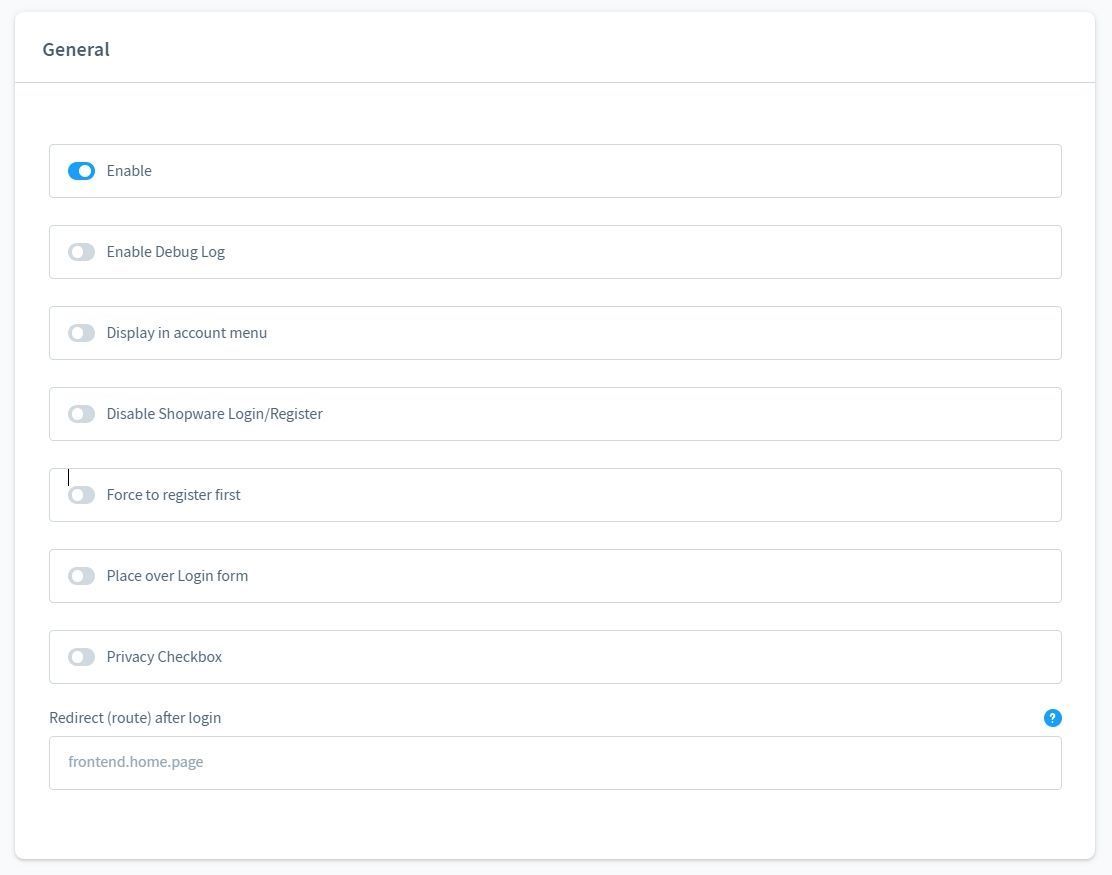 General
Enable
Enable Debug Log
Display in account menu
Disable Shopware Login/Register
Force to register first
Place over Login form
Privacy Checkbox
Redirect (route) after login
?
frontend.home.page